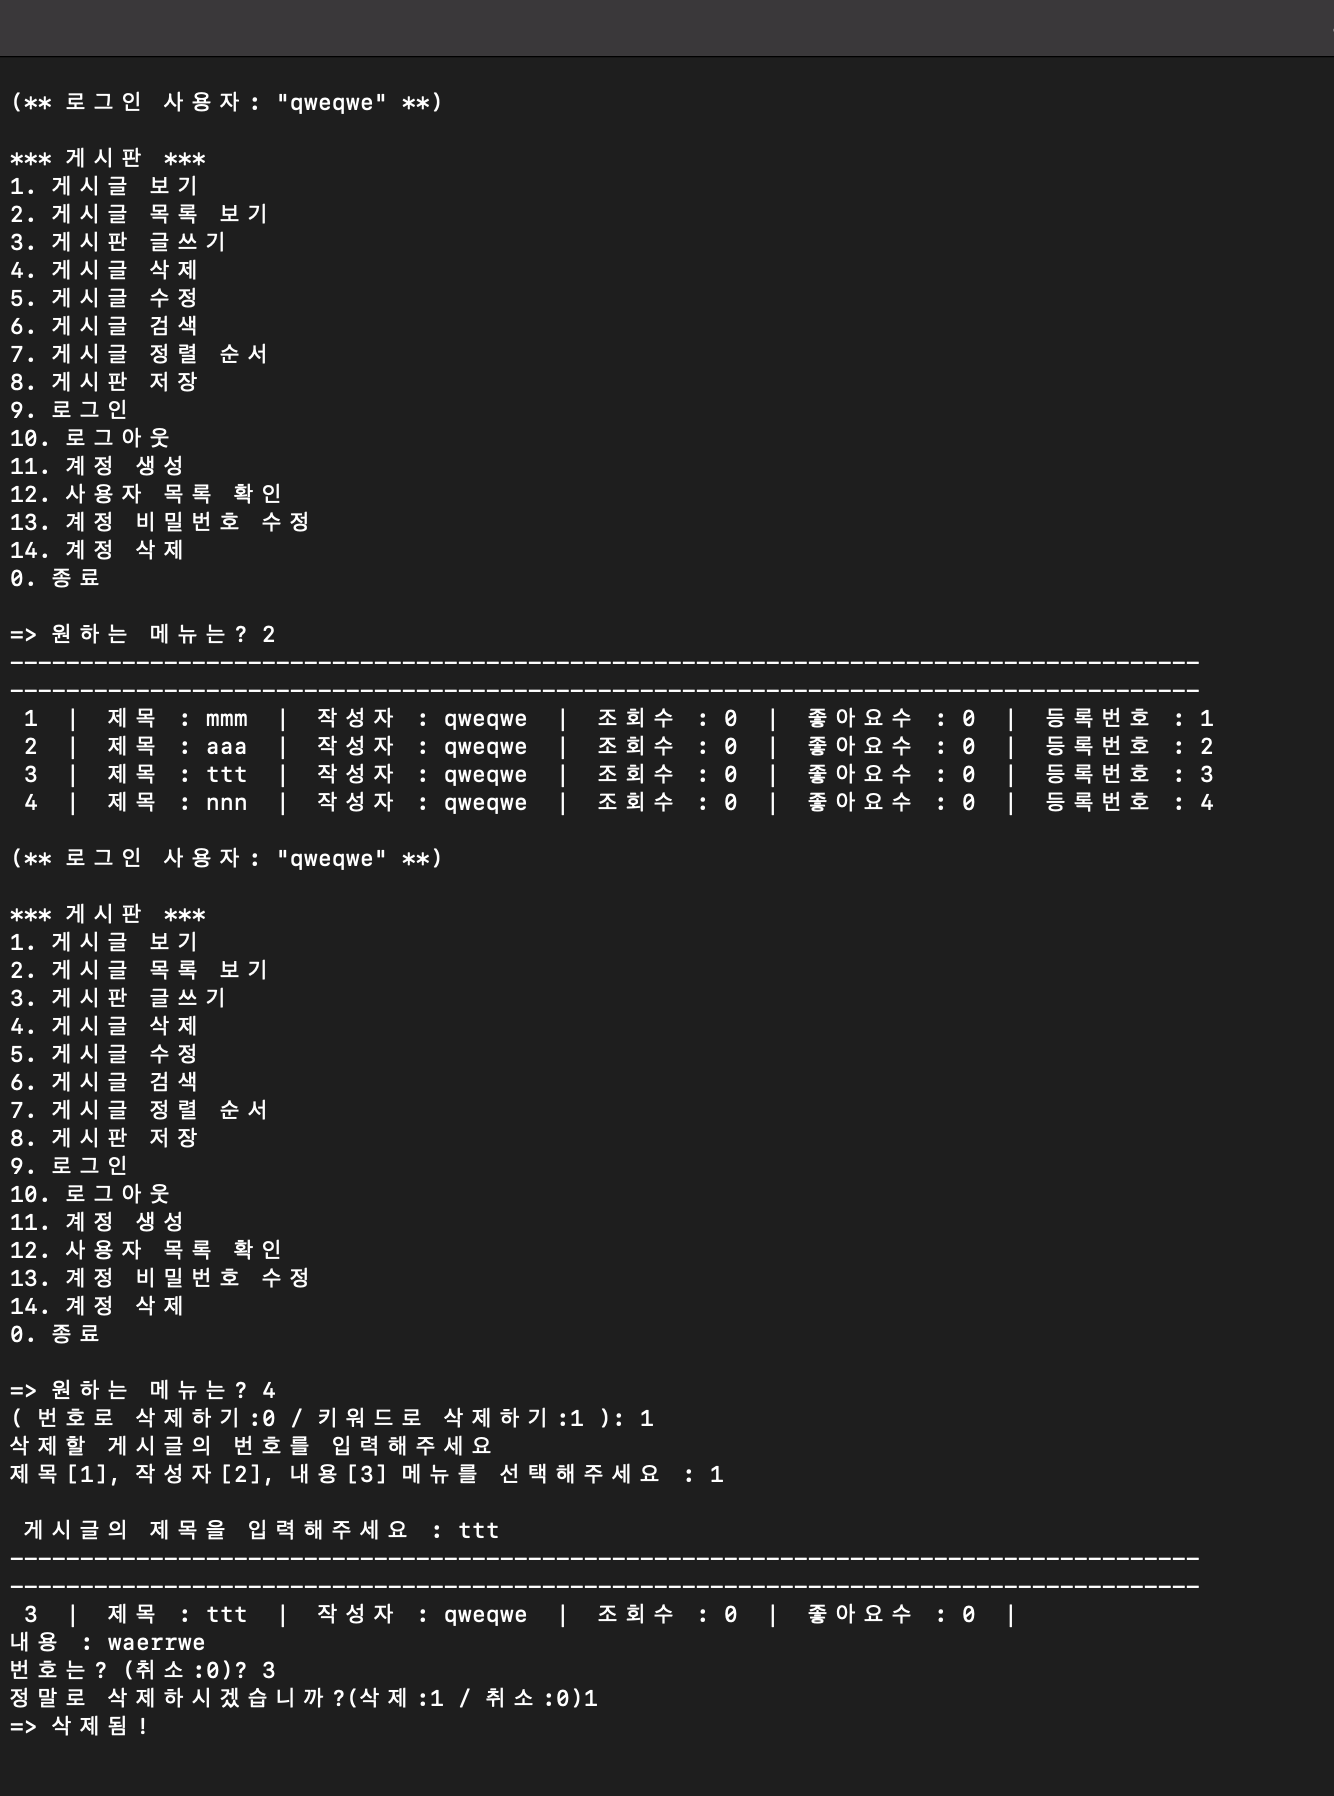 (** 로그인 사용자: "qweqwe" **)
*** 게시판 ***
1. 게시글 보기
2. 게시글 목록 보기
3. 게시판 글쓰기
4. 게시글 삭제
5. 게시글 수정
6. 게시글 검색
7. 게시글 정렬 순서
8. 게시판 저장
9. 로그인
10. 로그아웃
11. 계정 생성
12. 사용자 목록 확인
13. 계정 비밀번호 수정
14. 계정 삭제
0. 종료
=> 원하는 메뉴는? 2
-------------------------------------------------------------------------------------
-------------------------------------------------------------------------------------
1 | 제목 : mmm | 작성자 : qweqwe | 조회수 : 0 | 좋아요수 : 0 | 등록번호 : 1
2 | 제목 : aaa | 작성자 : qweqwe | 조회수 : 0 | 좋아요수 : 0 | 등록번호 : 2
3 | 제목 : ttt | 작성자 : qweqwe | 조회수 : 0 | 좋아요수 : 0 | 등록번호 : 3
4 | 제목 : nnn | 작성자 : qweqwe | 조회수 : 0 | 좋아요수 : 0 | 등록번호 : 4
(** 로그인 사용자: "qweqwe" **)
*** 게시판 ***
1. 게시글 보기
2. 게시글 목록 보기
3. 게시판 글쓰기
4. 게시글 삭제
5. 게시글 수정
6. 게시글 검색
7. 게시글 정렬 순서
8. 게시판 저장
9. 로그인
10. 로그아웃
11. 계정 생성
12. 사용자 목록 확인
13. 계정 비밀번호 수정
14. 계정 삭제
0. 종료
=> 원하는 메뉴는? 4
( 번호로 삭제하기:0 / 키워드로 삭제하기:1 ): 1
삭제할 게시글의 번호를 입력해주세요
제목[1], 작성자[2], 내용[3] 메뉴를 선택해주세요 : 1
게시글의 제목을 입력해주세요 : ttt
-------------------------------------------------------------------------------------
-------------------------------------------------------------------------------------
3 | 제목 : ttt | 작성자 : qweqwe | 조회수 : 0 | 좋아요수 : 0 |
내용 : waerrwe
번호는? (취소:0)? 3
정말로 삭제하시겠습니까?(삭제:1 / 취소:0)1
=> 삭제됨!